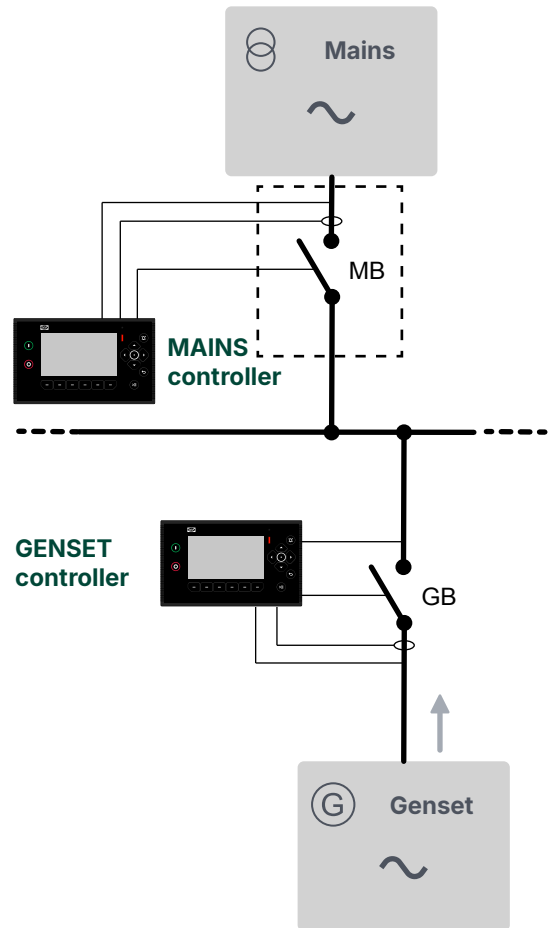 Mains
MB
MAINS
controller
GENSET
controller
GB
G
Genset